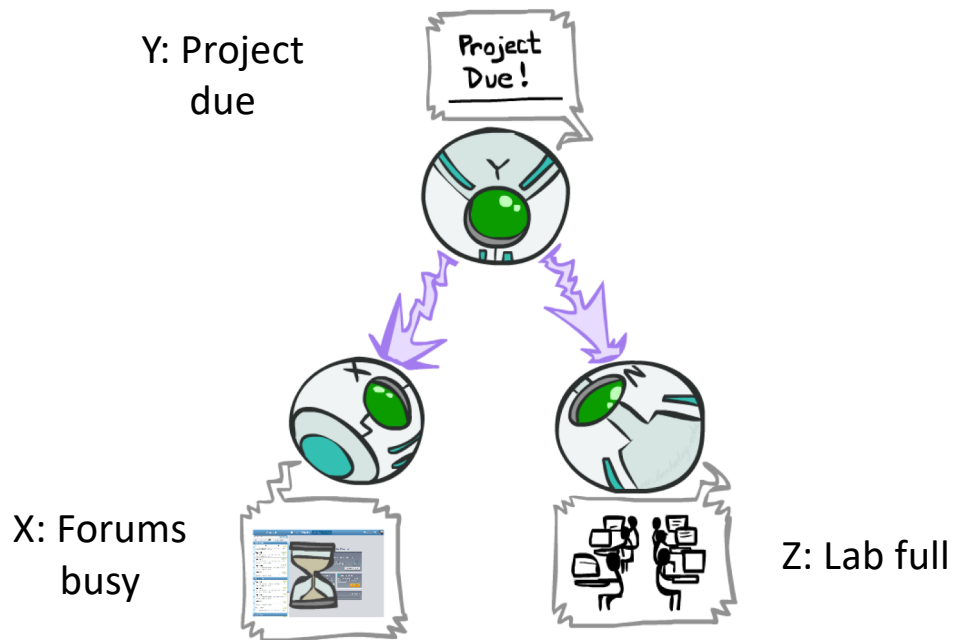 Y: Project
due
Project
Due!
Y
X
Z
X: Forums
busy
Z: Lab full